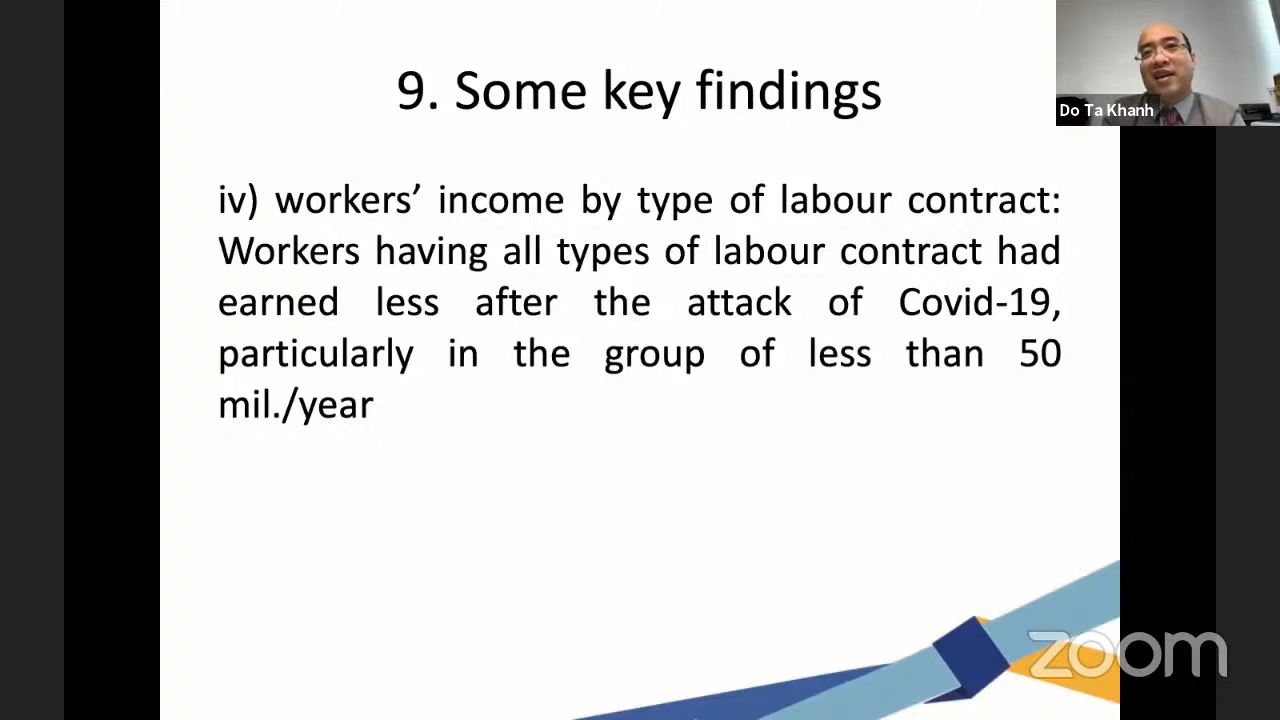 9. Some key findings
Do Ta Khanh
iv) workers’ income by type of labour contract:
Workers having all types of labour contract had
earned less after the attack of Covid-19,
particularly in the group of less than 50
mil./year
zoom